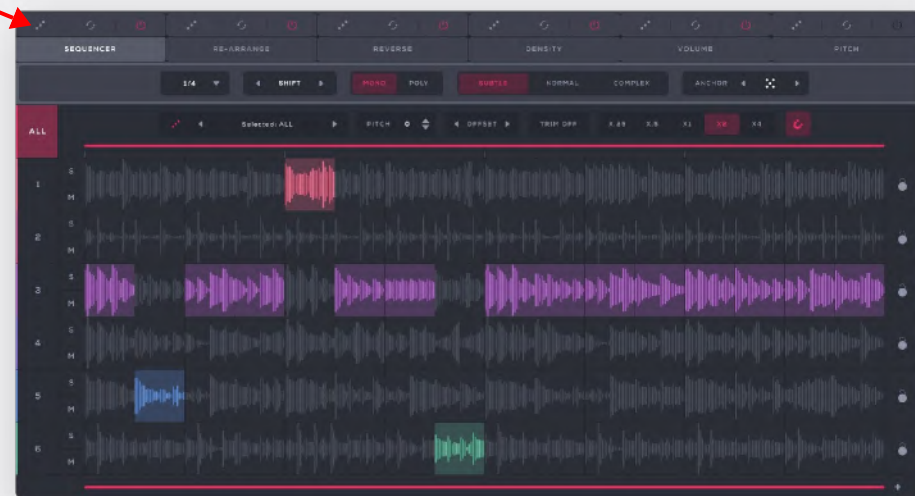 SEQUENCER RE-ARRANGE REVERSE DENSITY VOLUME PITCH
1/4 SHIFT MONO POLY SUBTLE NORMAL COMPLEX ANCHOR
ALL Selected: ALL PITCH 0 OFFSET TRIM OFF X.5 X1 X2 X4
1 S
M
2 S
M
3 S
M
4 S
M
5 S
M
6 S
M